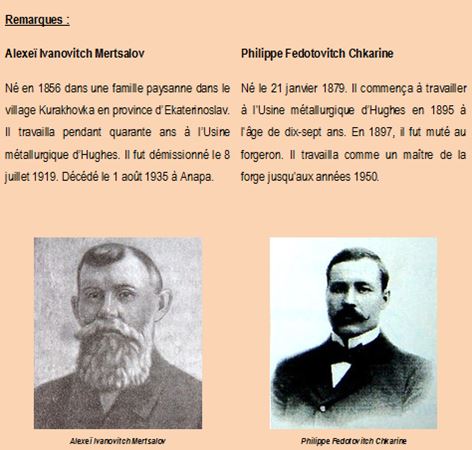 Remarques :
Alexeï Ivanovitch Mertsalov
Né en 1856 dans une famille paysanne dans le
village Kurakhovka en province d'Ekaterinoslav.
Il travailla pendant quarante ans à l'Usine
métallurgique d'Hughes. Il fut démissionné le 8
juillet 1919. Décédé le 1 août 1935 à Anapa.
Philippe Fedotovitch Chkarine
Né le 21 janvier 1879. Il commença à travailler
à l'Usine métallurgique d'Hughes en 1895 à
l'âge de dix-sept ans. En 1897, il fut muté au
forgeron. Il travailla comme un maître de la
forge jusqu'aux années 1950.
Alexeï Ivanovitch Mertsalov
Philippe Fedotovitch Chkarine